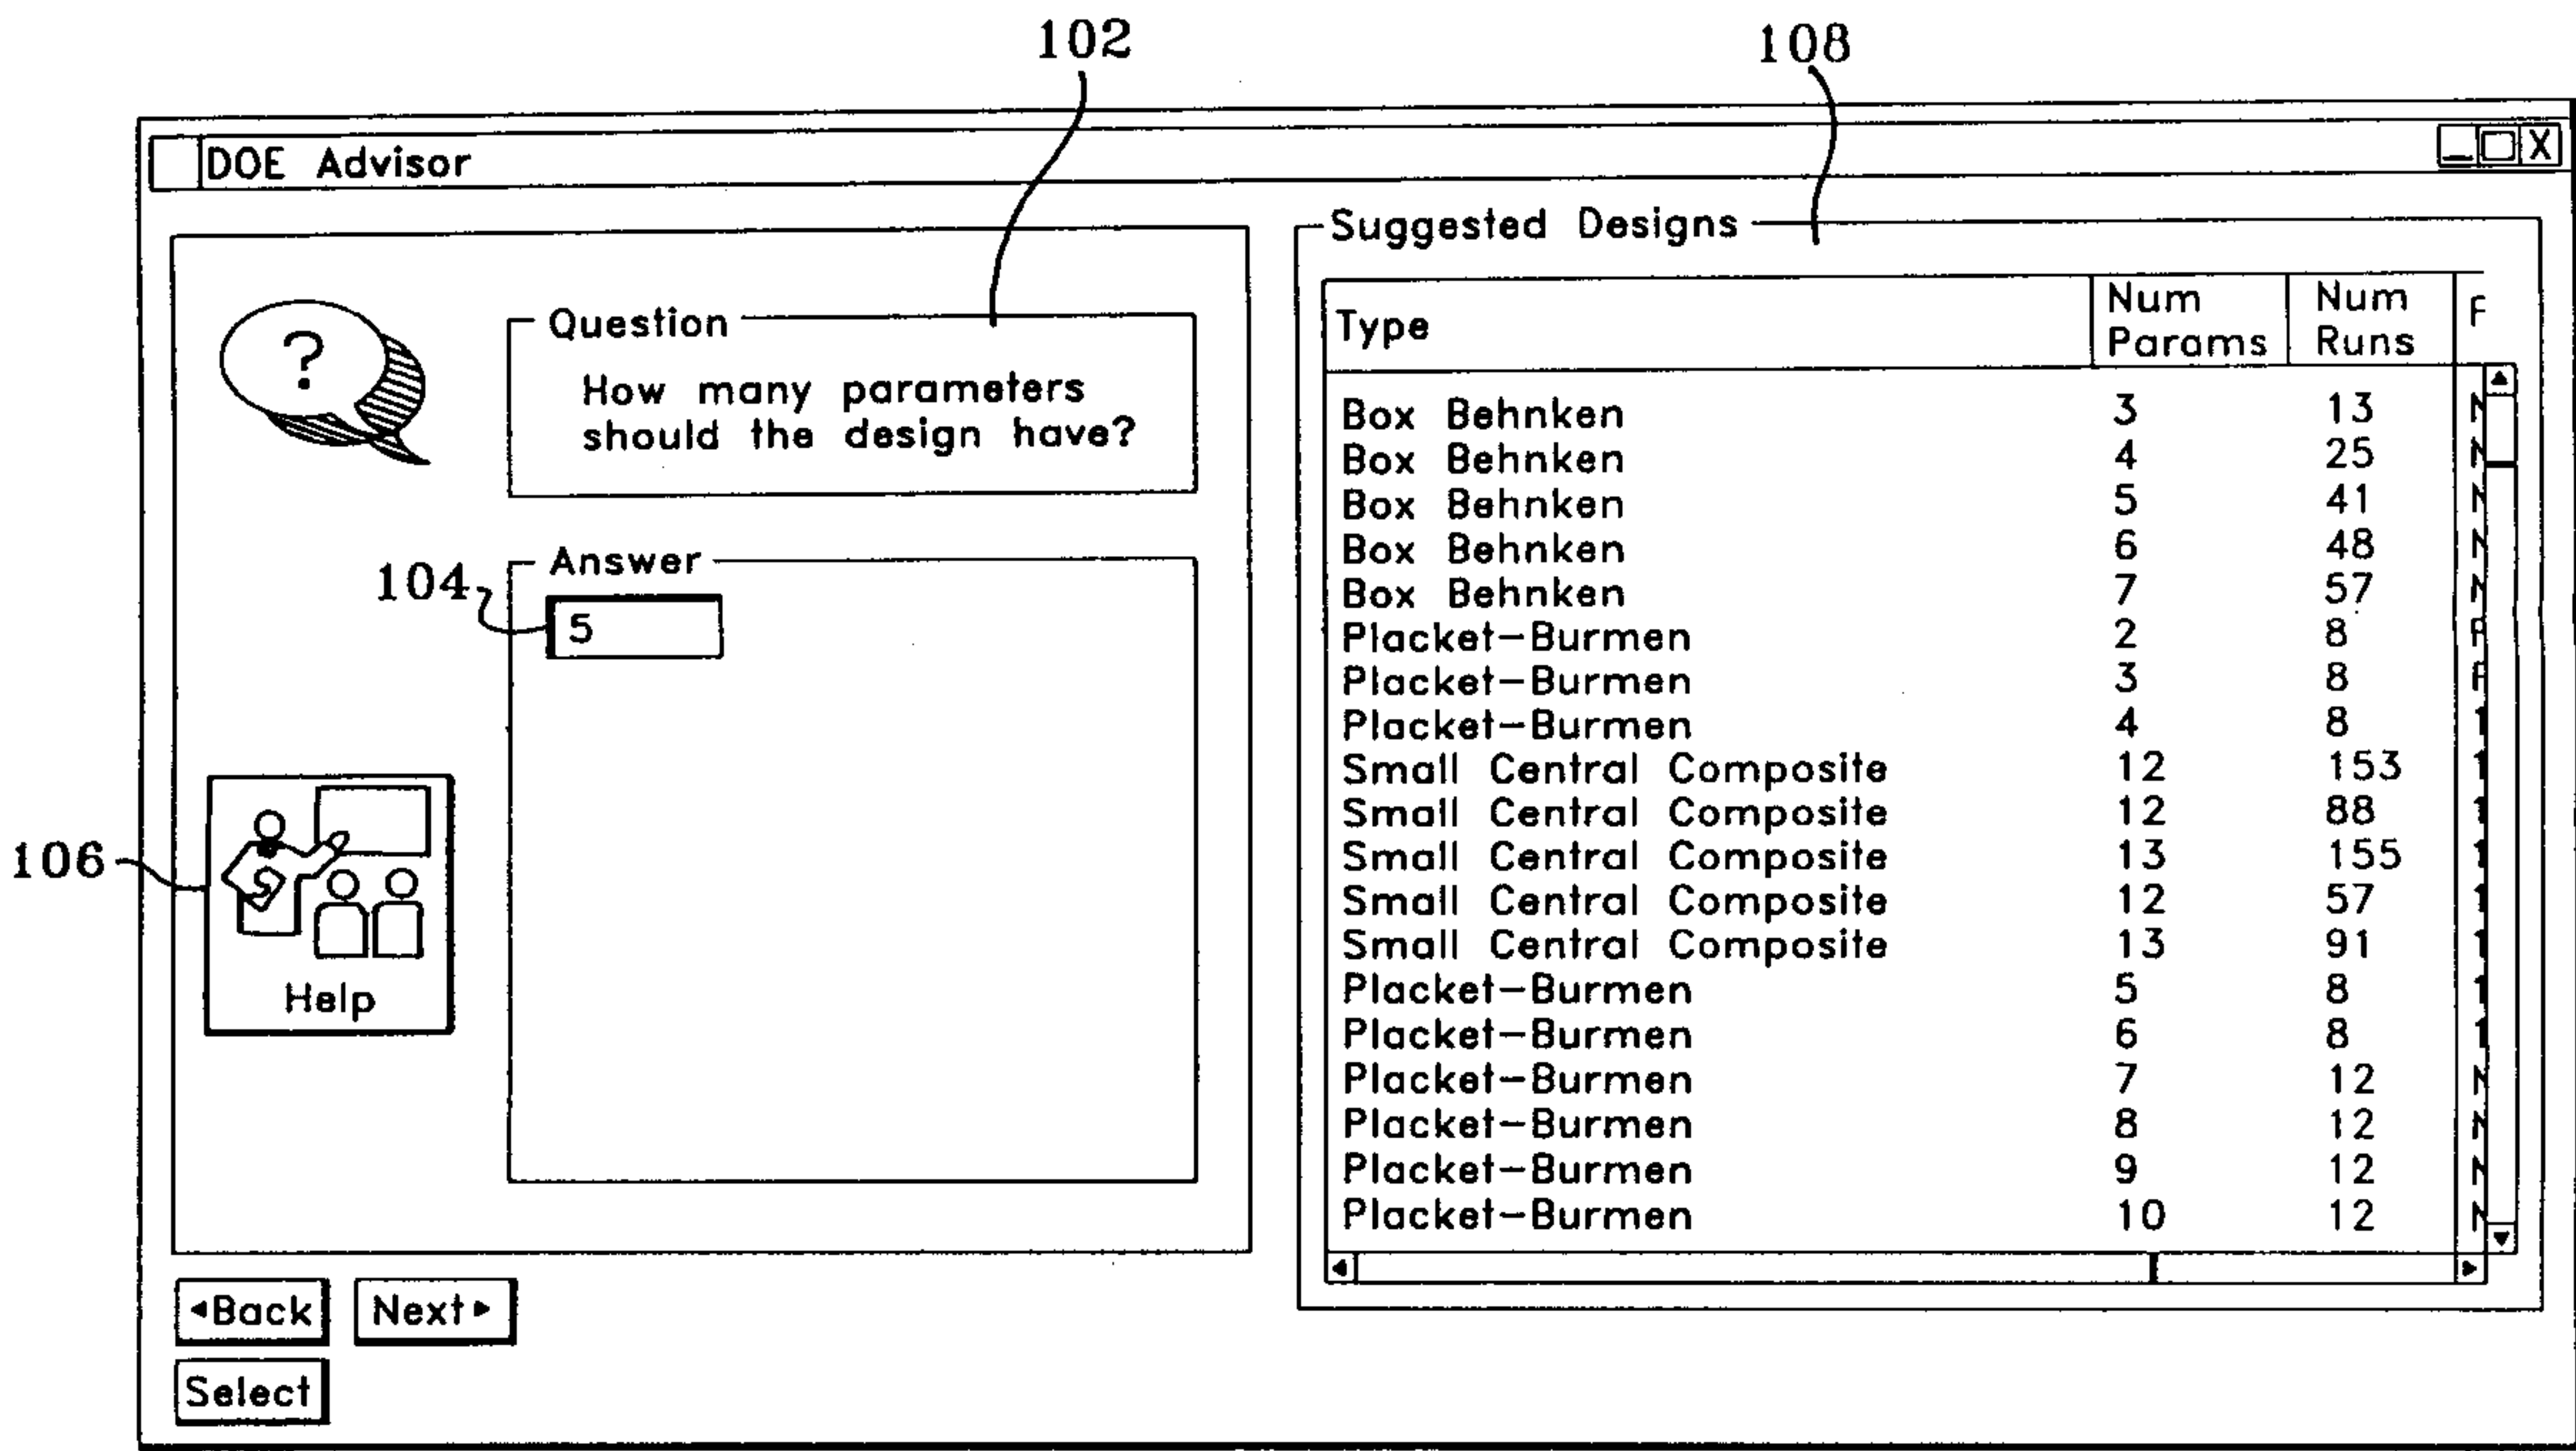 102
108
DOE Advisor
X
Question
?
How many parameters
should the design have?
Answer
104
5
106
Help
◂Back
Next▸
Select
Suggested Designs
Type Num Params Num Runs
Box Behnken 3 13
Box Behnken 4 25
Box Behnken 5 41
Box Behnken 6 48
Box Behnken 7 57
Placket-Burmen 2 8
Placket-Burmen 3 8
Placket-Burmen 4 8
Small Central Composite 12 153
Small Central Composite 12 88
Small Central Composite 13 155
Small Central Composite 12 57
Small Central Composite 13 91
Placket-Burmen 5 8
Placket-Burmen 6 8
Placket-Burmen 7 12
Placket-Burmen 8 12
Placket-Burmen 9 12
Placket-Burmen 10 12